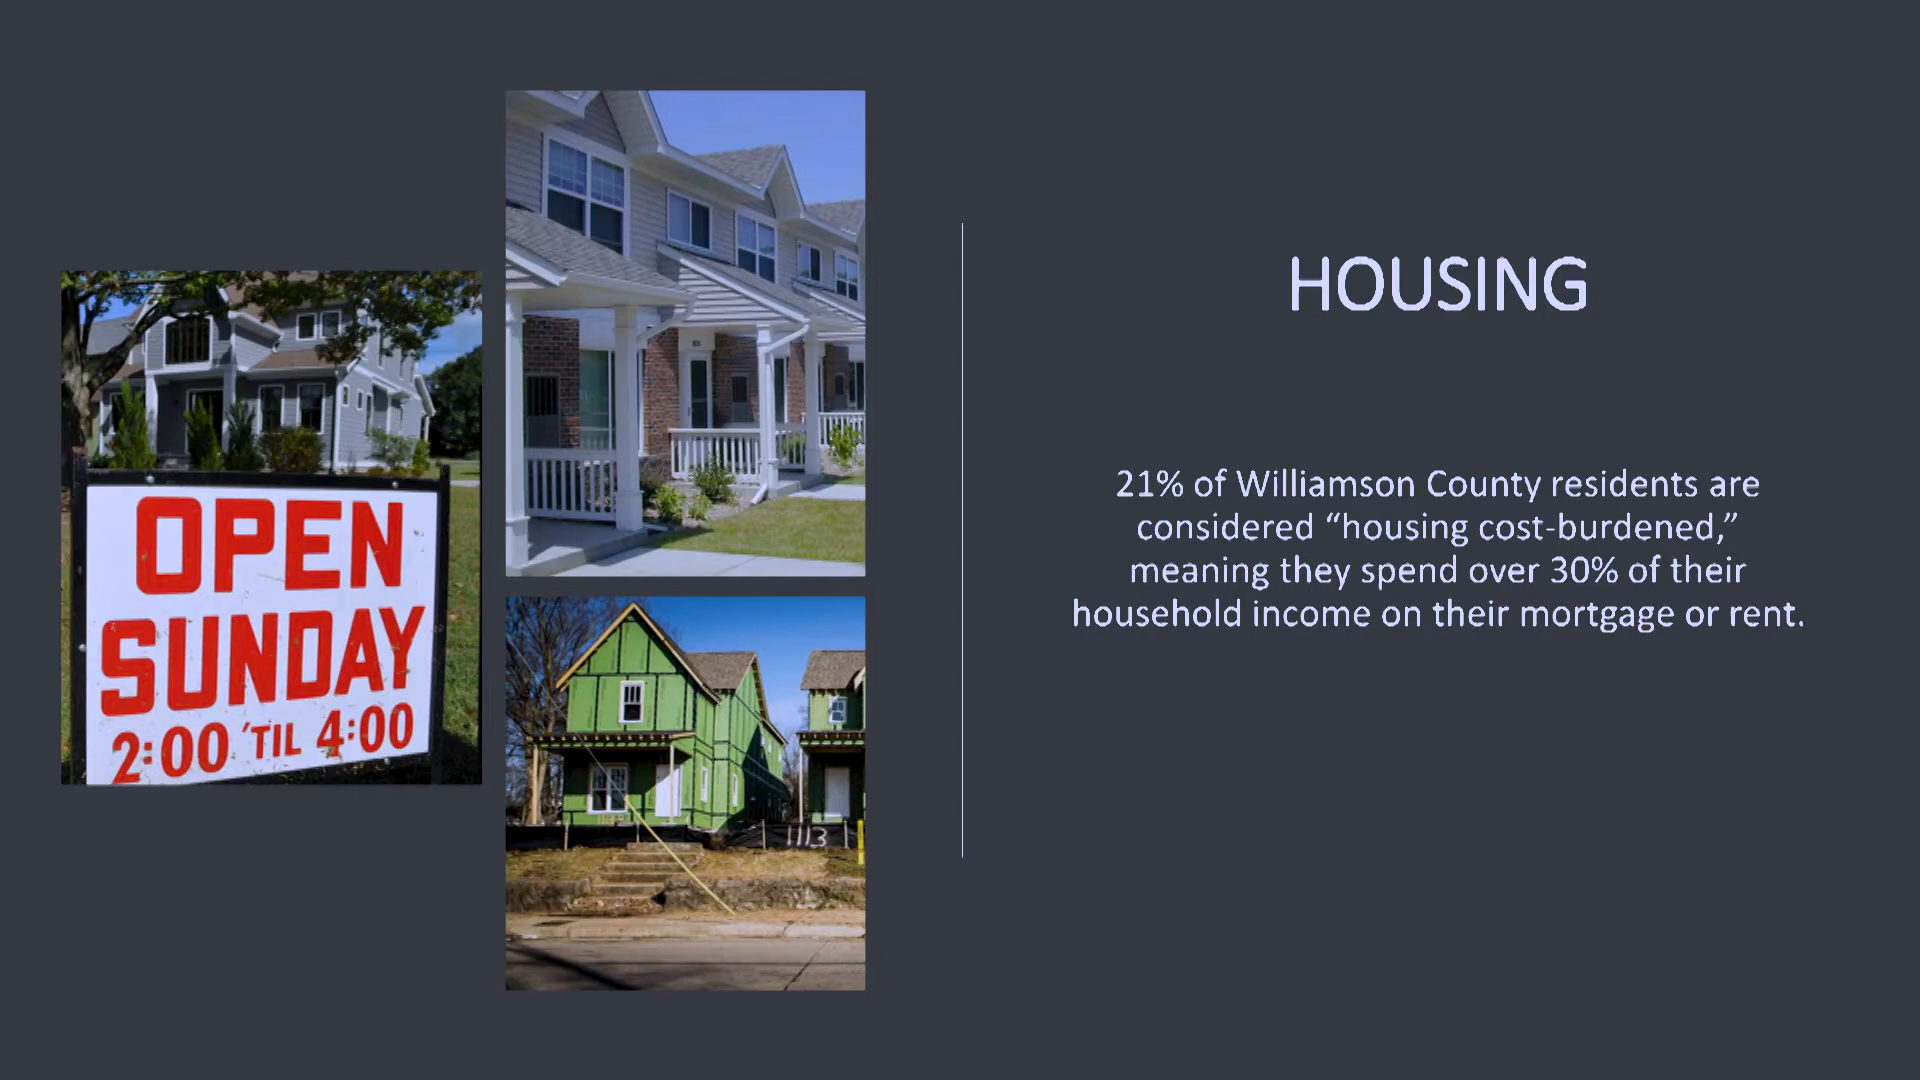 OPEN
SUNDAY
2:00 'TIL 4:00
1113
HOUSING
21% of Williamson County residents are
considered “housing cost-burdened,”
meaning they spend over 30% of their
household income on their mortgage or rent.